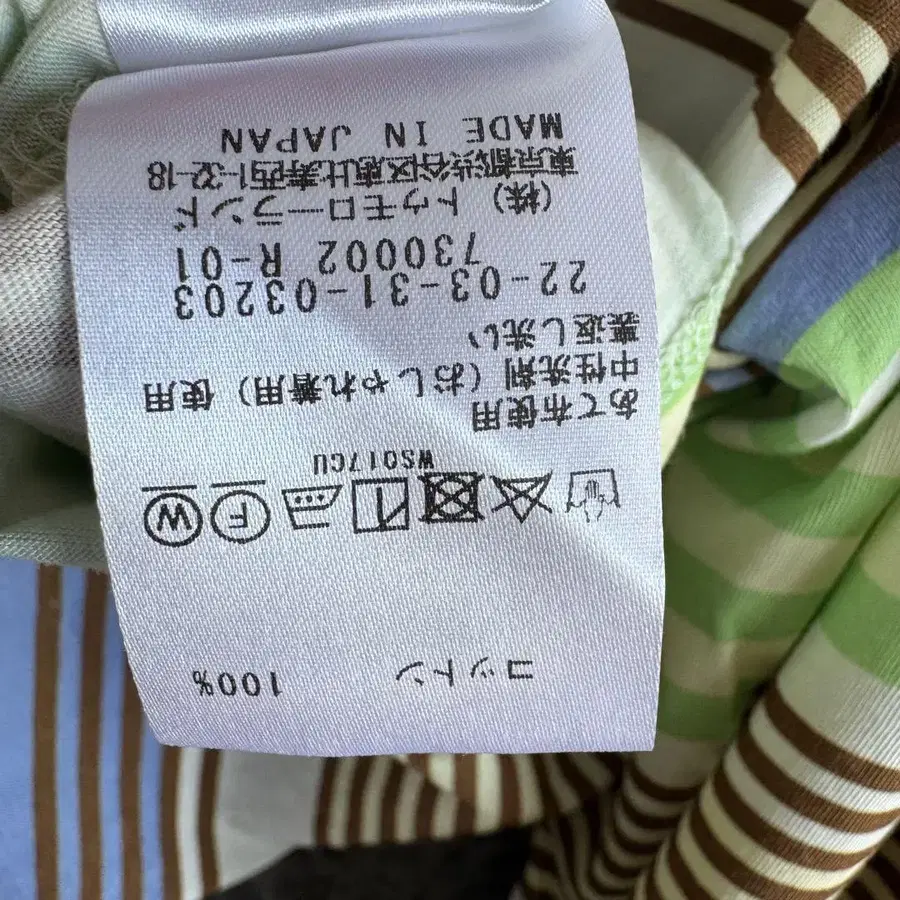 コットン 100%
WS017CU
あて布使用
中性洗剤(おしゃれ着用)使用
裏返し洗い
22-03-31-03203
730002 R-01
(株)トゥモローランド
東京都渋谷区恵比寿西1-32-18
MADE IN JAPAN